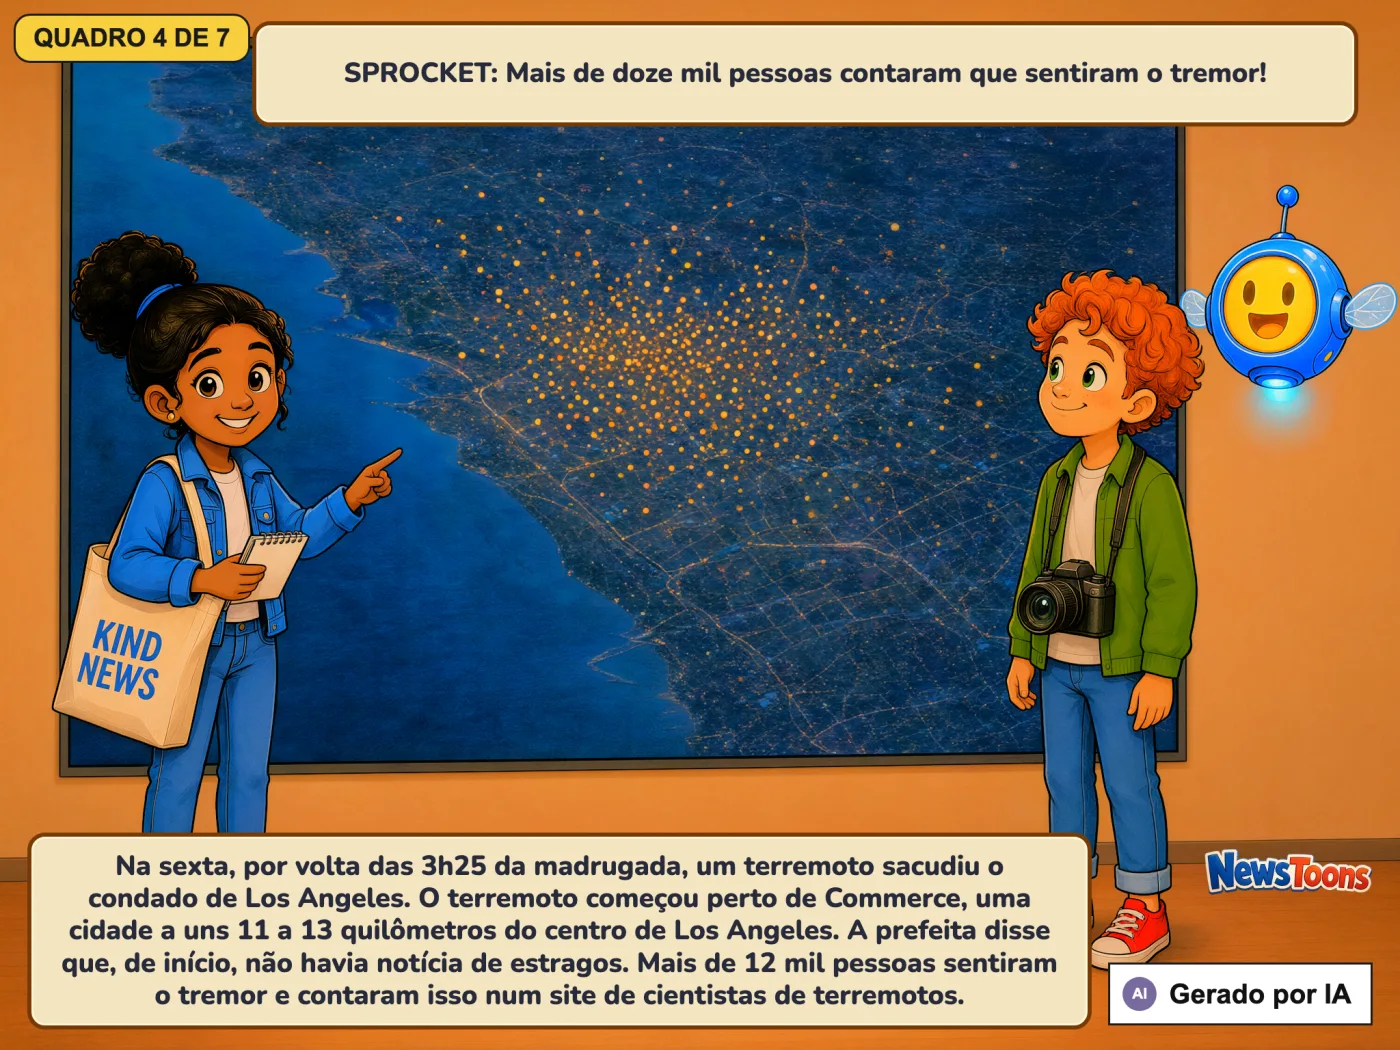 QUADRO 4 DE 7
SPROCKET: Mais de doze mil pessoas contaram que sentiram o tremor!
KIND
NEWS
Na sexta, por volta das 3h25 da madrugada, um terremoto sacudiu o
condado de Los Angeles. O terremoto começou perto de Commerce, uma
cidade a uns 11 a 13 quilômetros do centro de Los Angeles. A prefeita disse
que, de início, não havia notícia de estragos. Mais de 12 mil pessoas sentiram
o tremor e contaram isso num site de cientistas de terremotos.
NewsToons
AI Gerado por IA